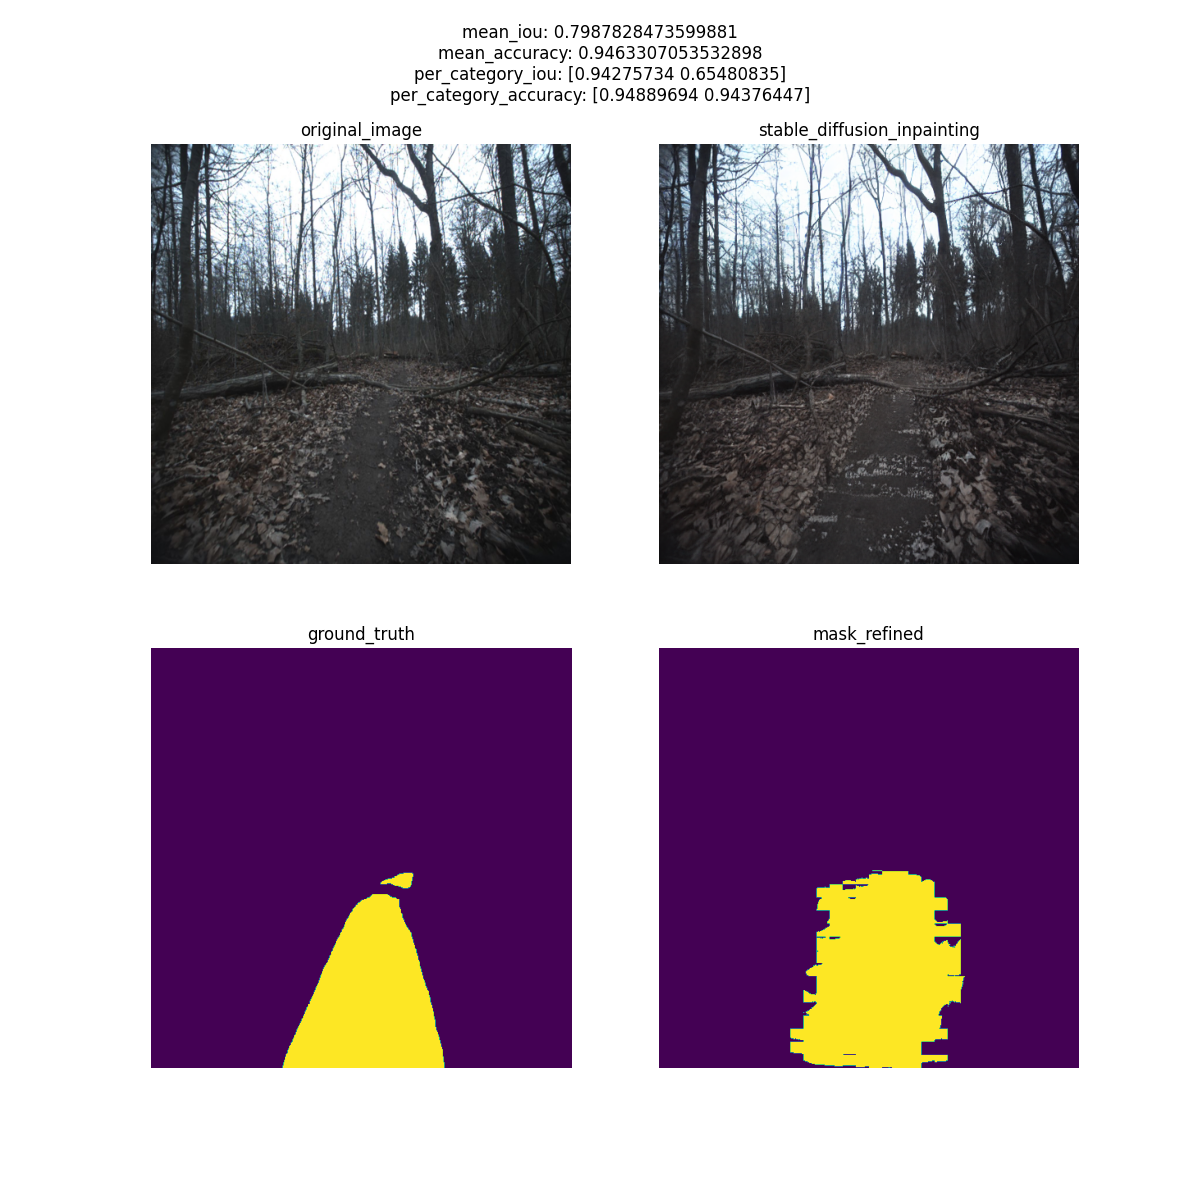 mean_iou: 0.7987828473599881
mean_accuracy: 0.9463307053532898
per_category_iou: [0.94275734 0.65480835]
per_category_accuracy: [0.94889694 0.94376447]
original_image
stable_diffusion_inpainting
ground_truth
mask_refined